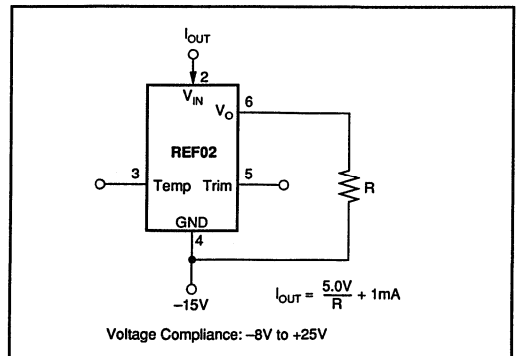 IOUT
2
VIN
VO
6
REF02
3
Temp
Trim
5
R
GND
4
–15V
IOUT = 5.0V/R + 1mA
Voltage Compliance: –8V to +25V